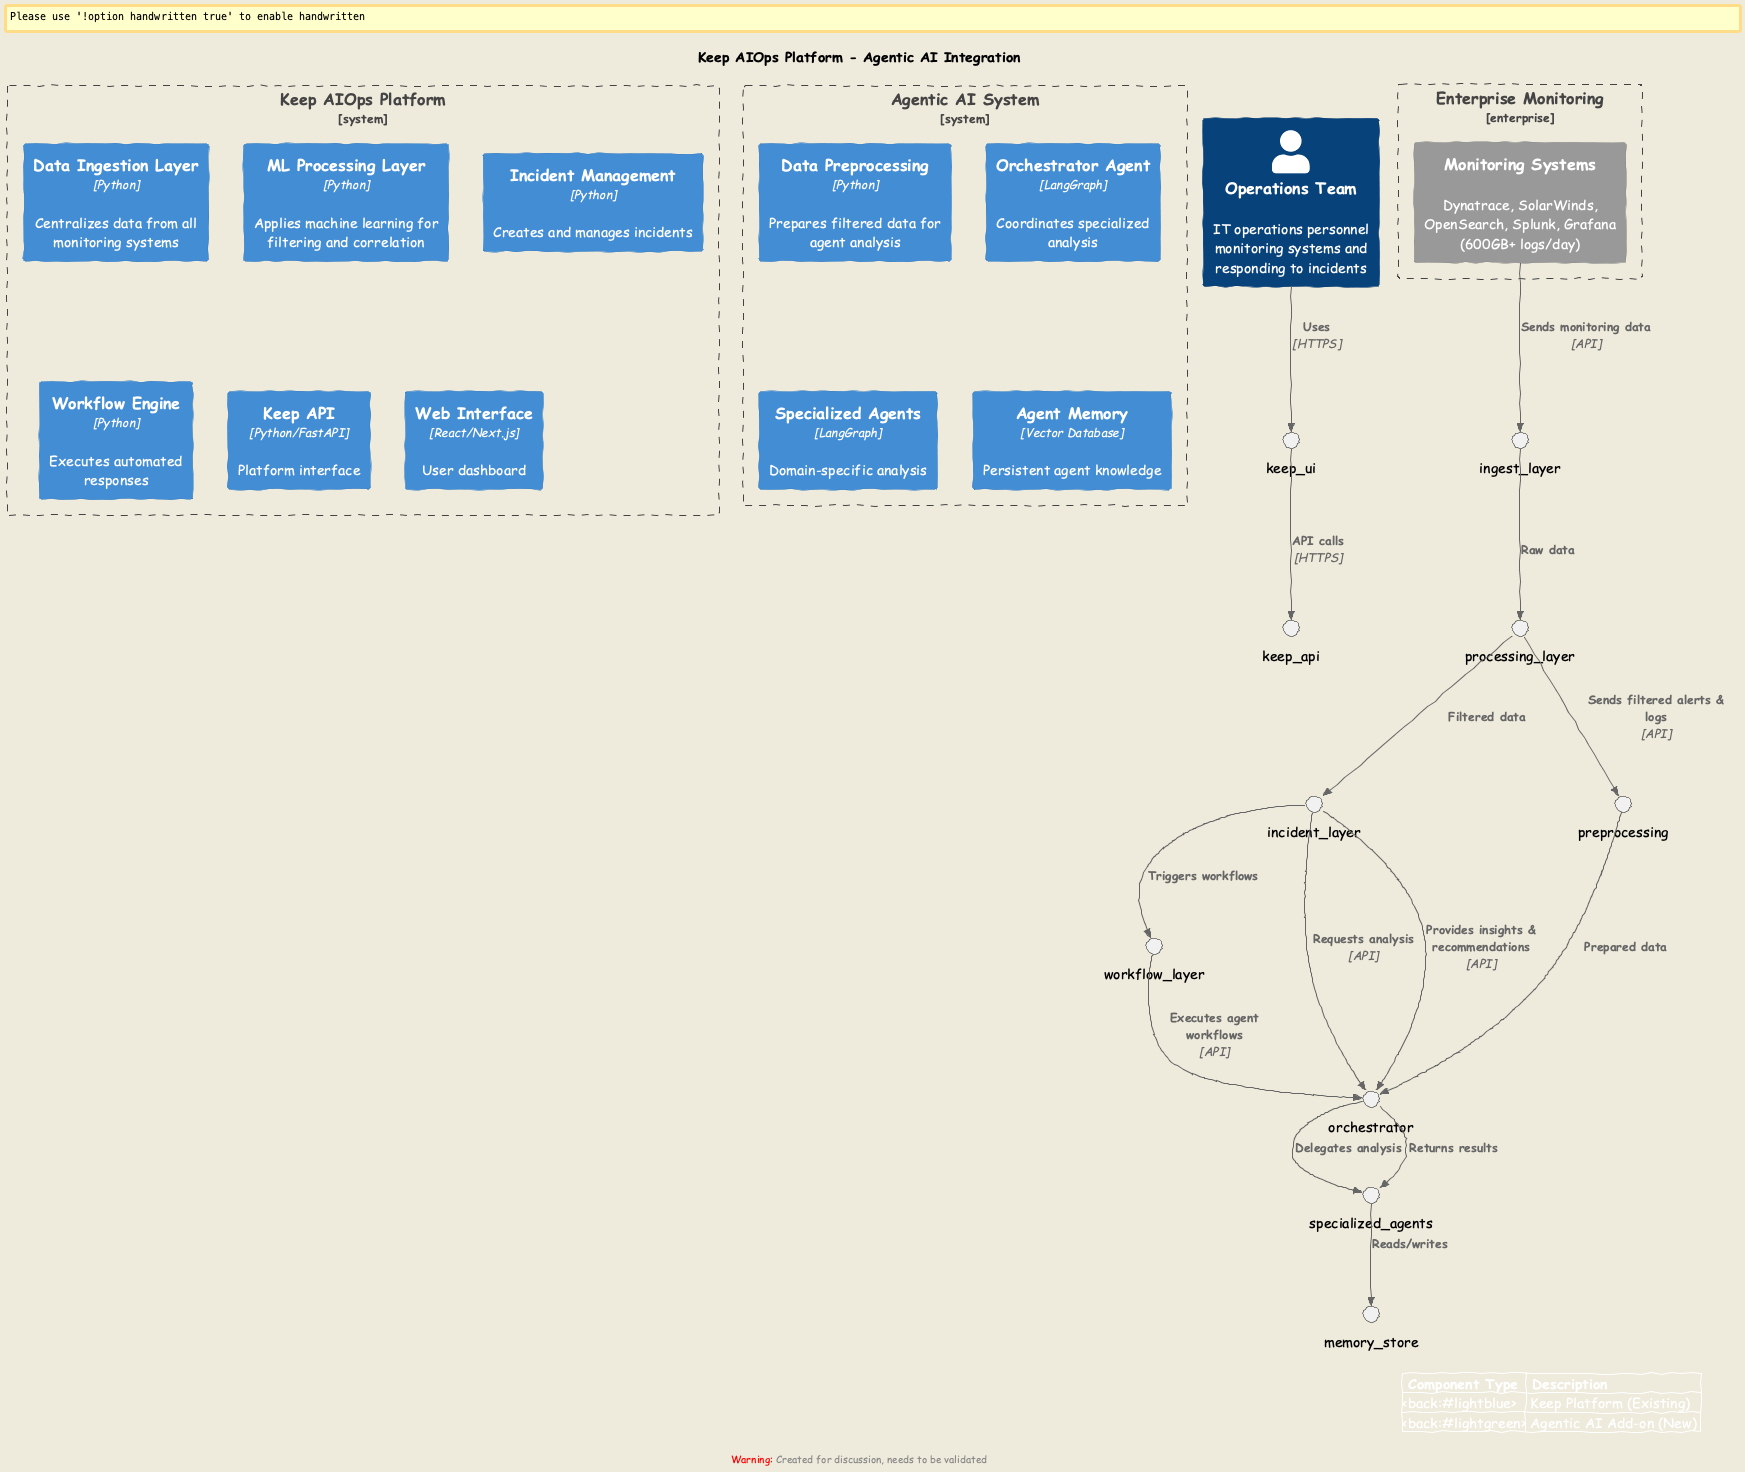 Please use '!option handwritten true' to enable handwritten
Keep AIOps Platform - Agentic AI Integration
Keep AIOps Platform
[system]
Data Ingestion Layer
[Python]
Centralizes data from all
monitoring systems
ML Processing Layer
[Python]
Applies machine learning for
filtering and correlation
Incident Management
[Python]
Creates and manages incidents
Workflow Engine
[Python]
Executes automated
responses
Keep API
[Python/FastAPI]
Platform interface
Web Interface
[React/Next.js]
User dashboard
Agentic AI System
[system]
Data Preprocessing
[Python]
Prepares filtered data for
agent analysis
Orchestrator Agent
[LangGraph]
Coordinates specialized
analysis
Specialized Agents
[LangGraph]
Domain-specific analysis
Agent Memory
[Vector Database]
Persistent agent knowledge
Operations Team
IT operations personnel
monitoring systems and
responding to incidents
Enterprise Monitoring
[enterprise]
Monitoring Systems
Dynatrace, SolarWinds,
OpenSearch, Splunk, Grafana
(600GB+ logs/day)
Uses
[HTTPS]
Sends monitoring data
[API]
keep_ui
ingest_layer
API calls
[HTTPS]
Raw data
keep_api
processing_layer
Filtered data
Sends filtered alerts &
logs
[API]
incident_layer
preprocessing
Triggers workflows
Requests analysis
[API]
Provides insights &
recommendations
[API]
Prepared data
workflow_layer
Executes agent
workflows
[API]
orchestrator
Delegates analysis
Returns results
specialized_agents
Reads/writes
memory_store
Component Type Description
<back:#lightblue> Keep Platform (Existing)
<back:#lightgreen> Agentic AI Add-on (New)
Warning: Created for discussion, needs to be validated